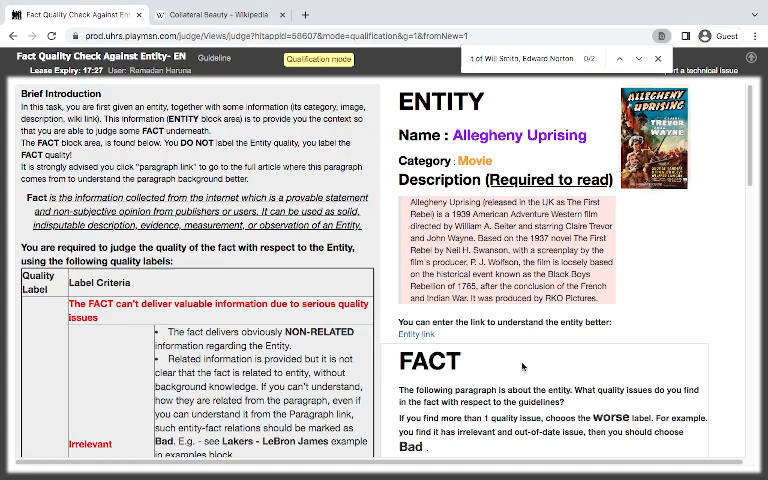 Fact Quality Check Against Entity- EN
Collateral Beauty - Wikipedia
prod.uhrs.playmsn.com/judge/Views/judge?hitappid=58607&mode=qualification&g=1&fromNew=1
Guest
Fact Quality Check Against Entity- EN
Guideline
Qualification mode
t of Will Smith, Edward Norton
0/2
Lease Expiry: 17:27 User: Ramadan Haruna
rt a technical issue
Brief Introduction
In this task, you are first given an entity, together with some information (its category, image,
description, wiki link). This information (ENTITY block area) is to provide you the context so
that you are able to judge some FACT underneath.
The FACT block area, is found below. You DO NOT label the Entity quality, you label the
FACT quality!
It is strongly advised you click "paragraph link" to go to the full article where this paragraph
comes from to understand the paragraph background better.
Fact is the information collected from the internet which is a provable statement
and non-subjective opinion from publishers or users. It can be used as solid,
indisputable description, evidence, measurement, or observation of an Entity.
You are required to judge the quality of the fact with respect to the Entity,
using the following quality labels:
Quality
Label
Label Criteria
The FACT can't deliver valuable information due to serious quality
issues
• The fact delivers obviously NON-RELATED
information regarding the Entity.
• Related information is provided but it is not
clear that the fact is related to entity, without
background knowledge. If you can't understand,
how they are related from the paragraph, even if
you can understand it from the Paragraph link,
such entity-fact relations should be marked as
Irrelevant
Bad. E.g. - see Lakers - LeBron James example
in examples block.
ENTITY
Name : Allegheny Uprising
Category : Movie
Description (Required to read)
ALLEGHENY
UPRISING
CLAIRE
TREVOR
JOHN
WAYNE
Allegheny Uprising (released in the UK as The First
Rebel) is a 1939 American Adventure Western film
directed by William A. Seiter and starring Claire Trevor
and John Wayne. Based on the 1937 novel The First
Rebel by Neil H. Swanson, with a screenplay by the
film's producer, P. J. Wolfson, the film is loosely based
on the historical event known as the Black Boys
Rebellion of 1765, after the conclusion of the French
and Indian War. It was produced by RKO Pictures.
You can enter the link to understand the entity better:
Entity link
FACT
The following paragraph is about the entity. What quality issues do you find
in the fact with respect to the guidelines?
If you find more than 1 quality issue, chooos the worse label. For example.
you find it has irrelevant and out-of-date issue, then you should choose
Bad .